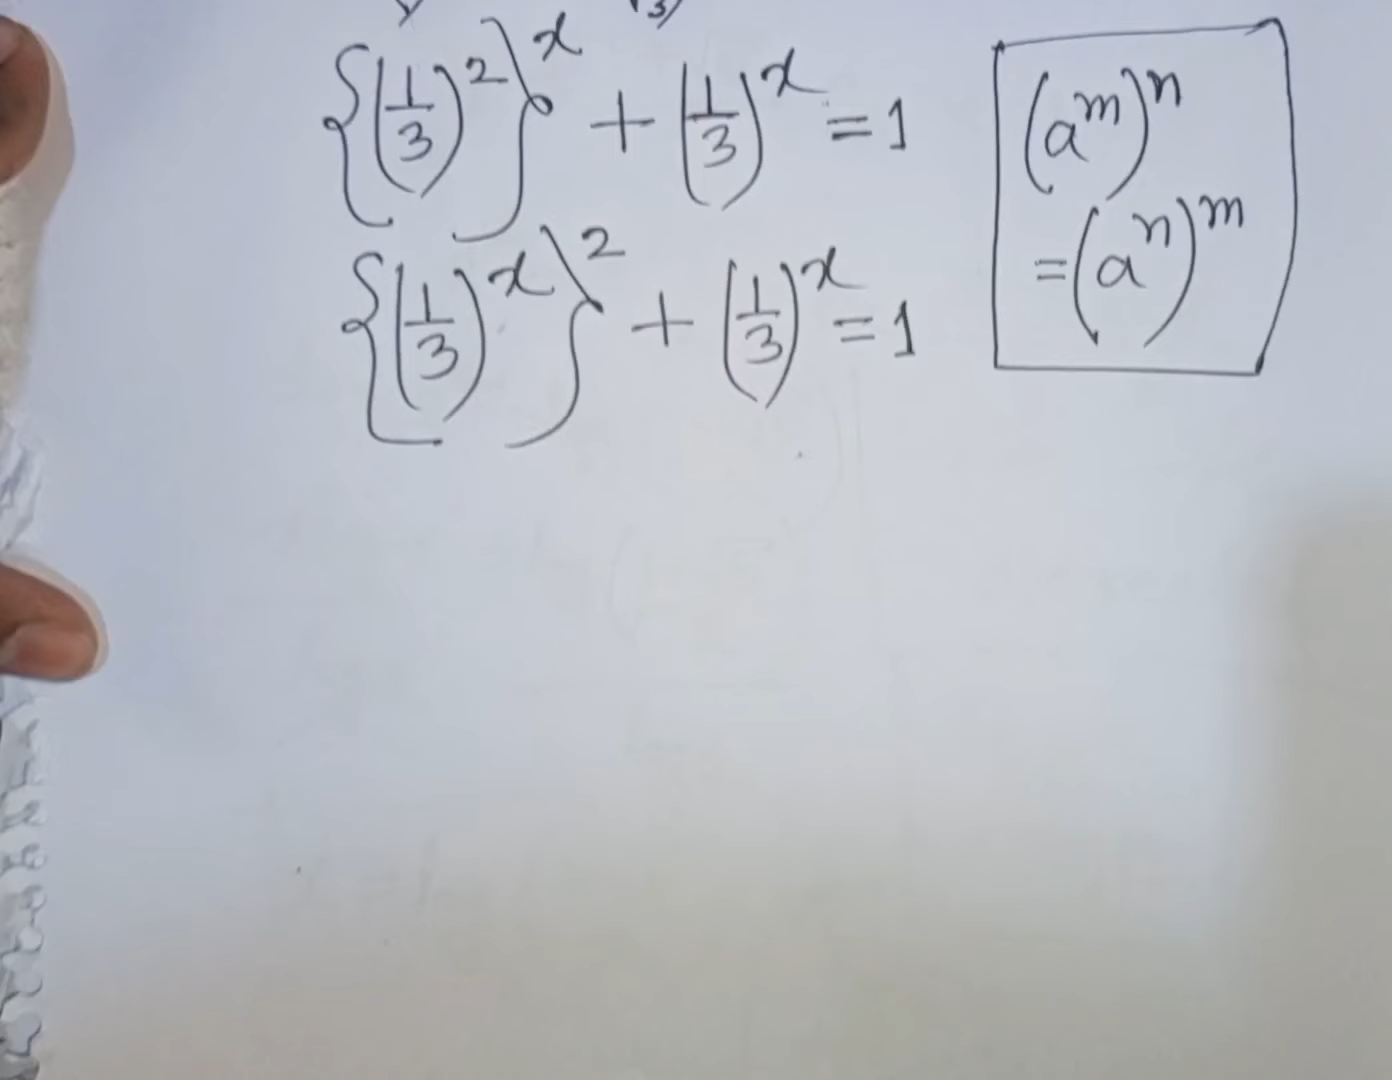 {(1/3)^2}^x + (1/3)^x = 1
{(1/3)^x}^2 + (1/3)^x = 1
(a^m)^n
= (a^n)^m